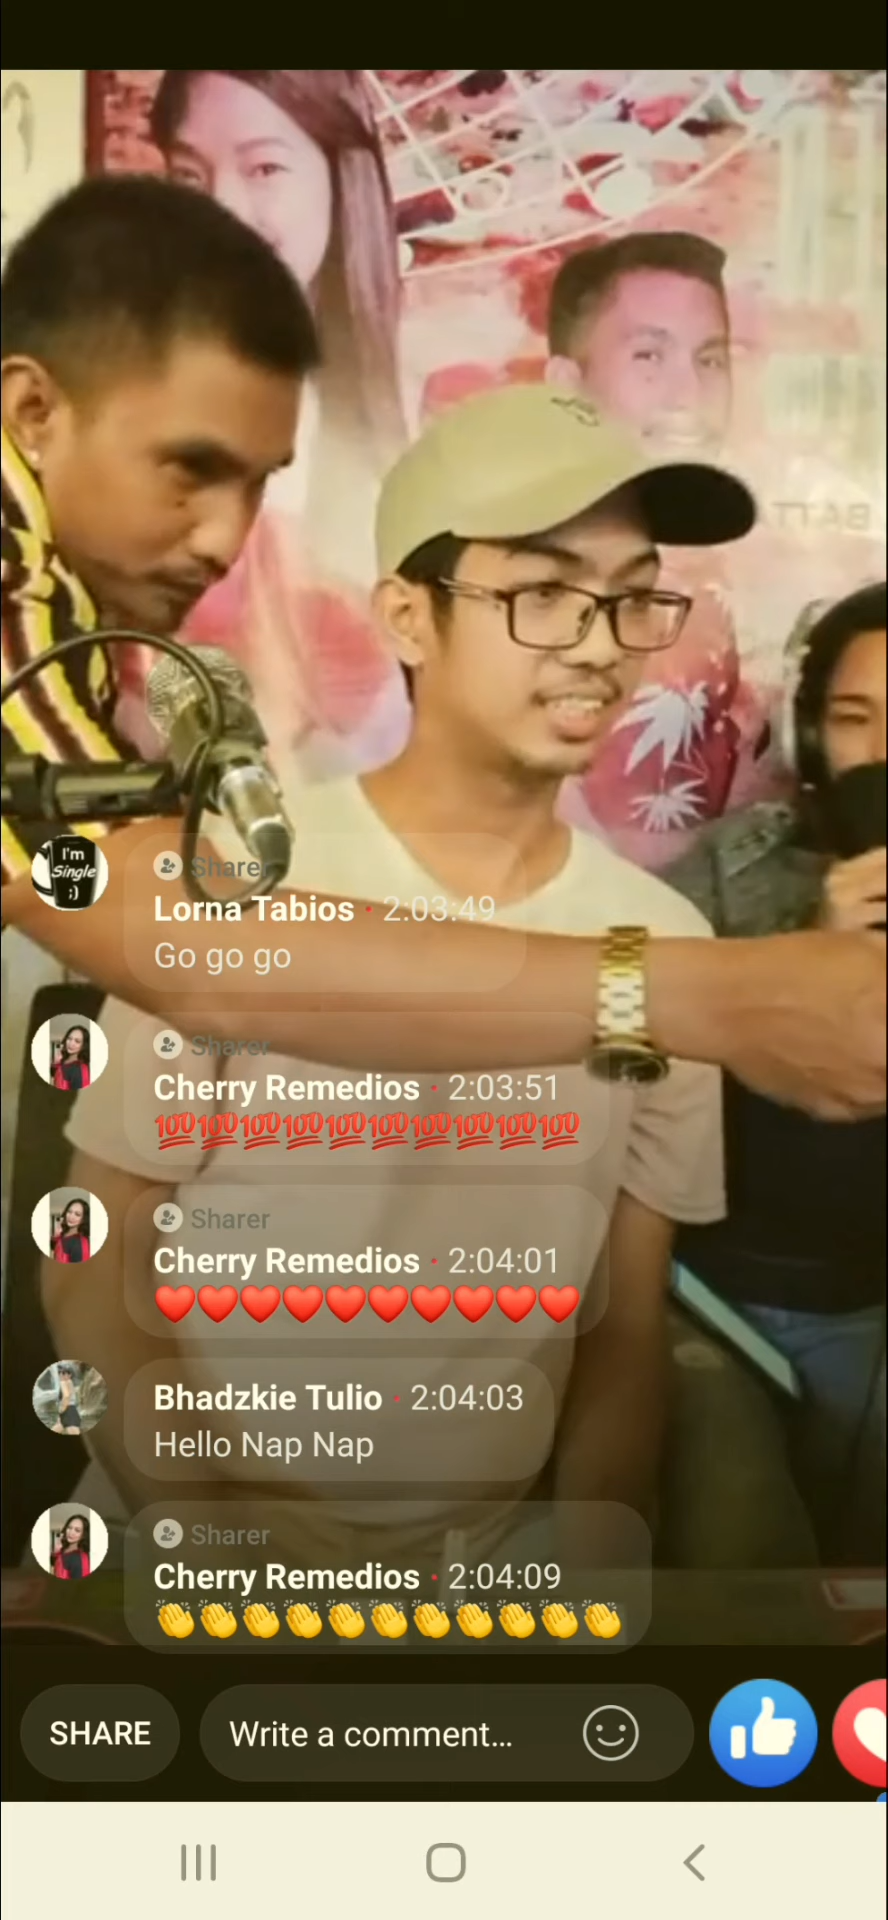 BATT
I'm
Single
;)
Sharer
Lorna Tabios · 2:03:49
Go go go
Sharer
Cherry Remedios · 2:03:51
💯💯💯💯💯💯💯💯💯💯
Sharer
Cherry Remedios · 2:04:01
❤️❤️❤️❤️❤️❤️❤️❤️❤️❤️
Bhadzkie Tulio · 2:04:03
Hello Nap Nap
Sharer
Cherry Remedios · 2:04:09
👏👏👏👏👏👏👏👏👏👏👏
SHARE
Write a comment...